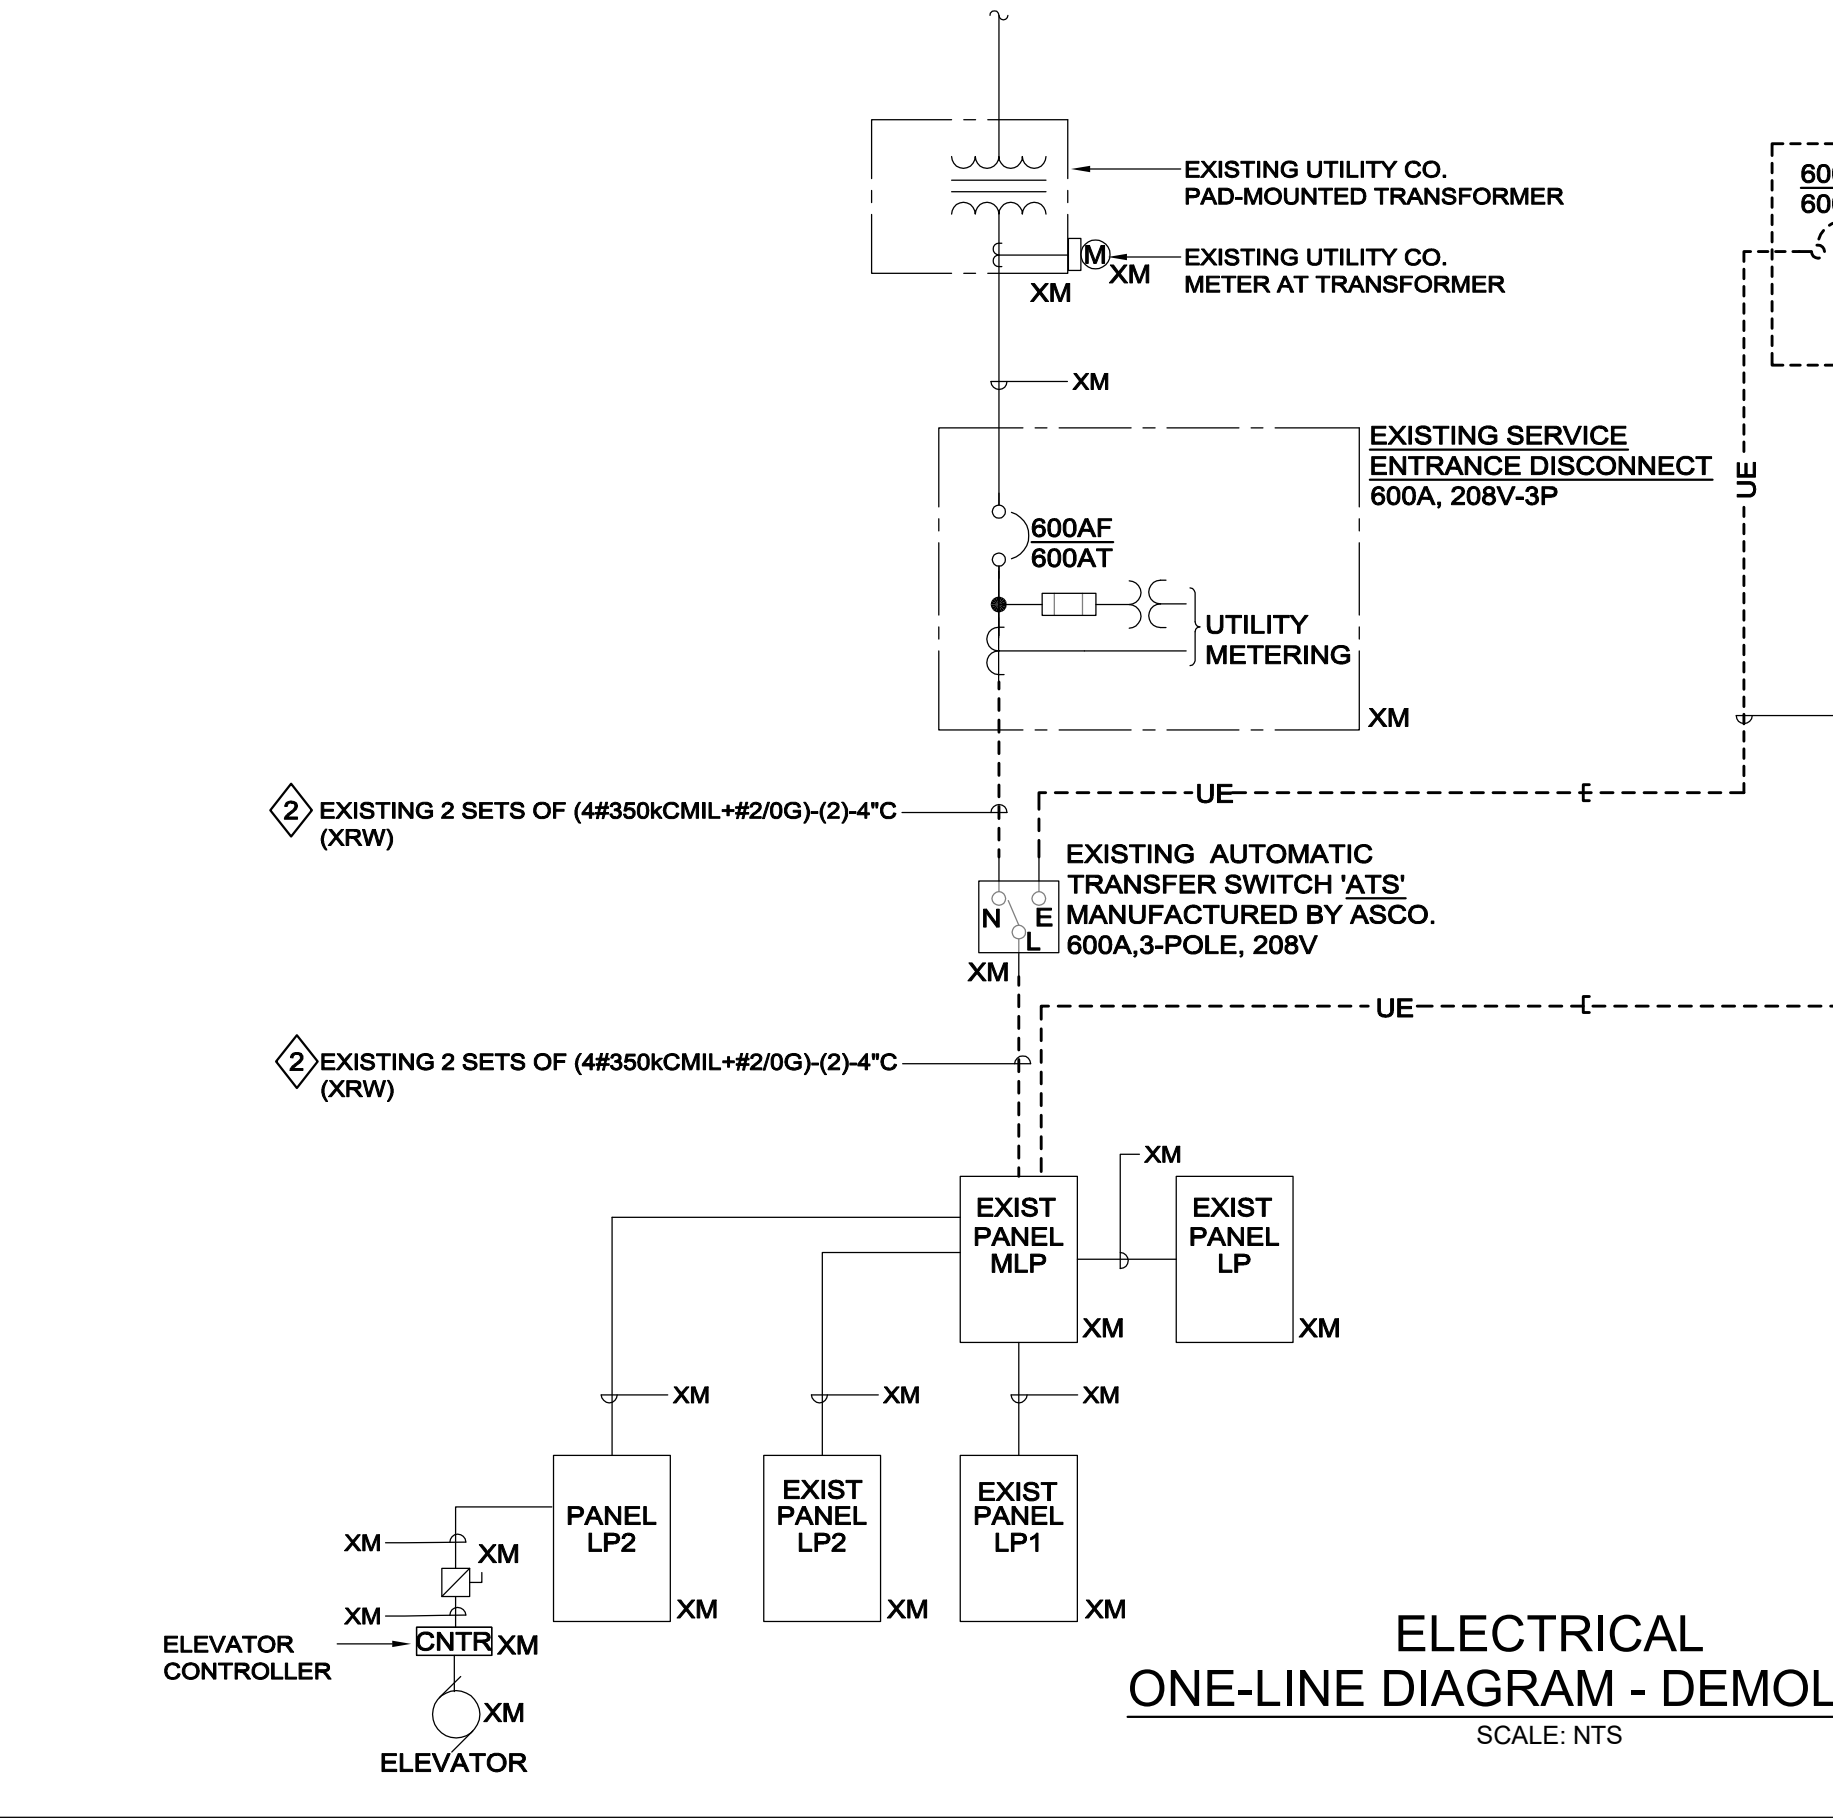 EXISTING UTILITY CO.
PAD-MOUNTED TRANSFORMER
M
XM
XM
EXISTING UTILITY CO.
METER AT TRANSFORMER
XM
EXISTING SERVICE
ENTRANCE DISCONNECT
600A, 208V-3P
UE
600AF
600AT
UTILITY
METERING
XM
2
EXISTING 2 SETS OF (4#350kCMIL+#2/0G)-(2)-4"C
(XRW)
UE
EXISTING AUTOMATIC
TRANSFER SWITCH 'ATS'
MANUFACTURED BY ASCO.
600A,3-POLE, 208V
N
E
L
XM
UE
2
EXISTING 2 SETS OF (4#350kCMIL+#2/0G)-(2)-4"C
(XRW)
XM
EXIST
PANEL
MLP
XM
EXIST
PANEL
LP
XM
XM
XM
XM
PANEL
LP2
XM
EXIST
PANEL
LP2
XM
EXIST
PANEL
LP1
XM
XM
XM
XM
ELEVATOR
CONTROLLER
CNTR
XM
XM
ELEVATOR
ELECTRICAL
ONE-LINE DIAGRAM - DEMOL
SCALE: NTS